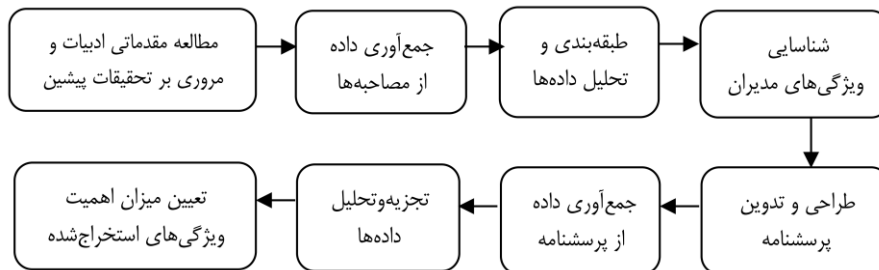 مطالعه مقدماتی ادبیات و
مروری بر تحقیقات پیشین
جمع‌آوری داده
از مصاحبه‌ها
طبقه‌بندی و
تحلیل داده‌ها
شناسایی
ویژگی‌های مدیران
طراحی و تدوین
پرسشنامه
جمع‌آوری داده
از پرسشنامه
تجزیه‌وتحلیل
داده‌ها
تعیین میزان اهمیت
ویژگی‌های استخراج‌شده